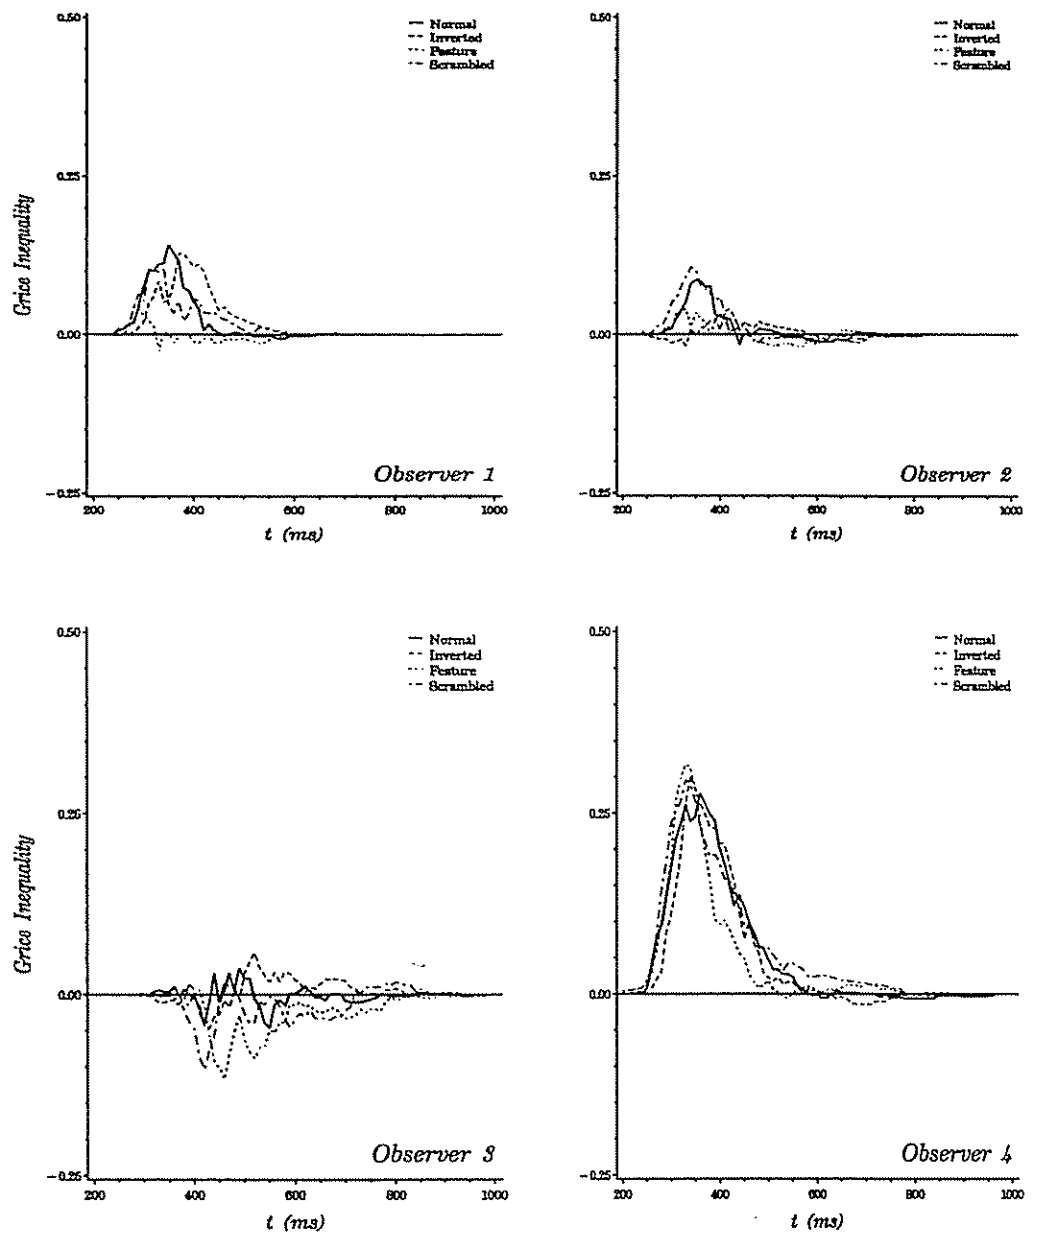 0.50
Normal
Inverted
Feature
Scrambled
0.25
Grice Inequality
0.00
Observer 1
-0.25
200 400 600 800 1000
t (ms)
0.50
Normal
Inverted
Feature
Scrambled
0.25
0.00
Observer 2
-0.25
200 400 600 800 1000
t (ms)
0.50
Normal
Inverted
Feature
Scrambled
0.25
Grice Inequality
0.00
Observer 3
-0.25
200 400 600 800 1000
t (ms)
0.50
Normal
Inverted
Feature
Scrambled
0.25
0.00
Observer 4
-0.25
200 400 600 800 1000
t (ms)